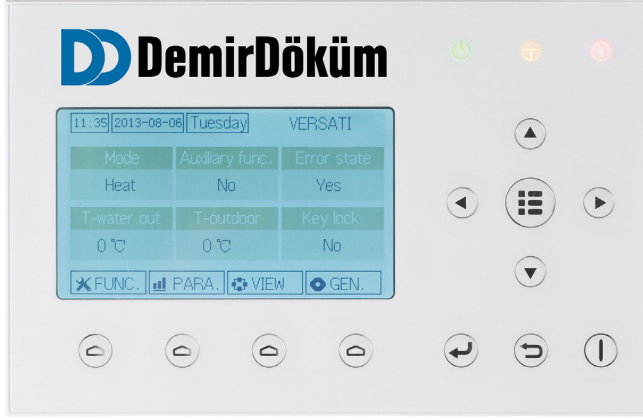 DemirDöküm
11:35 2013-08-06 Tuesday VERSATI
Mode Auxiliary func. Error state
Heat No Yes
T-water out T-outdoor Key lock
0 ℃ 0 ℃ No
FUNC. PARA. VIEW GEN.